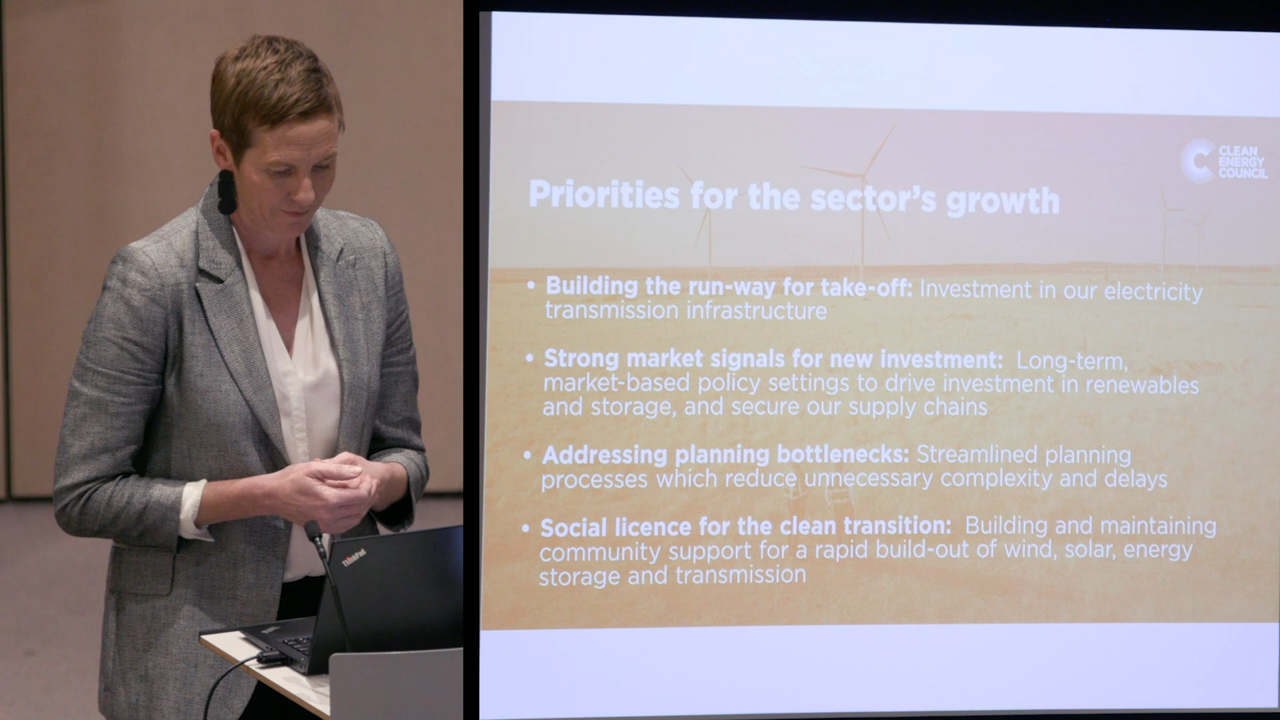 CLEAN
ENERGY
COUNCIL
Priorities for the sector's growth
• Building the run-way for take-off: Investment in our electricity
transmission infrastructure
• Strong market signals for new investment: Long-term,
market-based policy settings to drive investment in renewables
and storage, and secure our supply chains
• Addressing planning bottlenecks: Streamlined planning
processes which reduce unnecessary complexity and delays
• Social licence for the clean transition: Building and maintaining
community support for a rapid build-out of wind, solar, energy
storage and transmission
ThinkPad